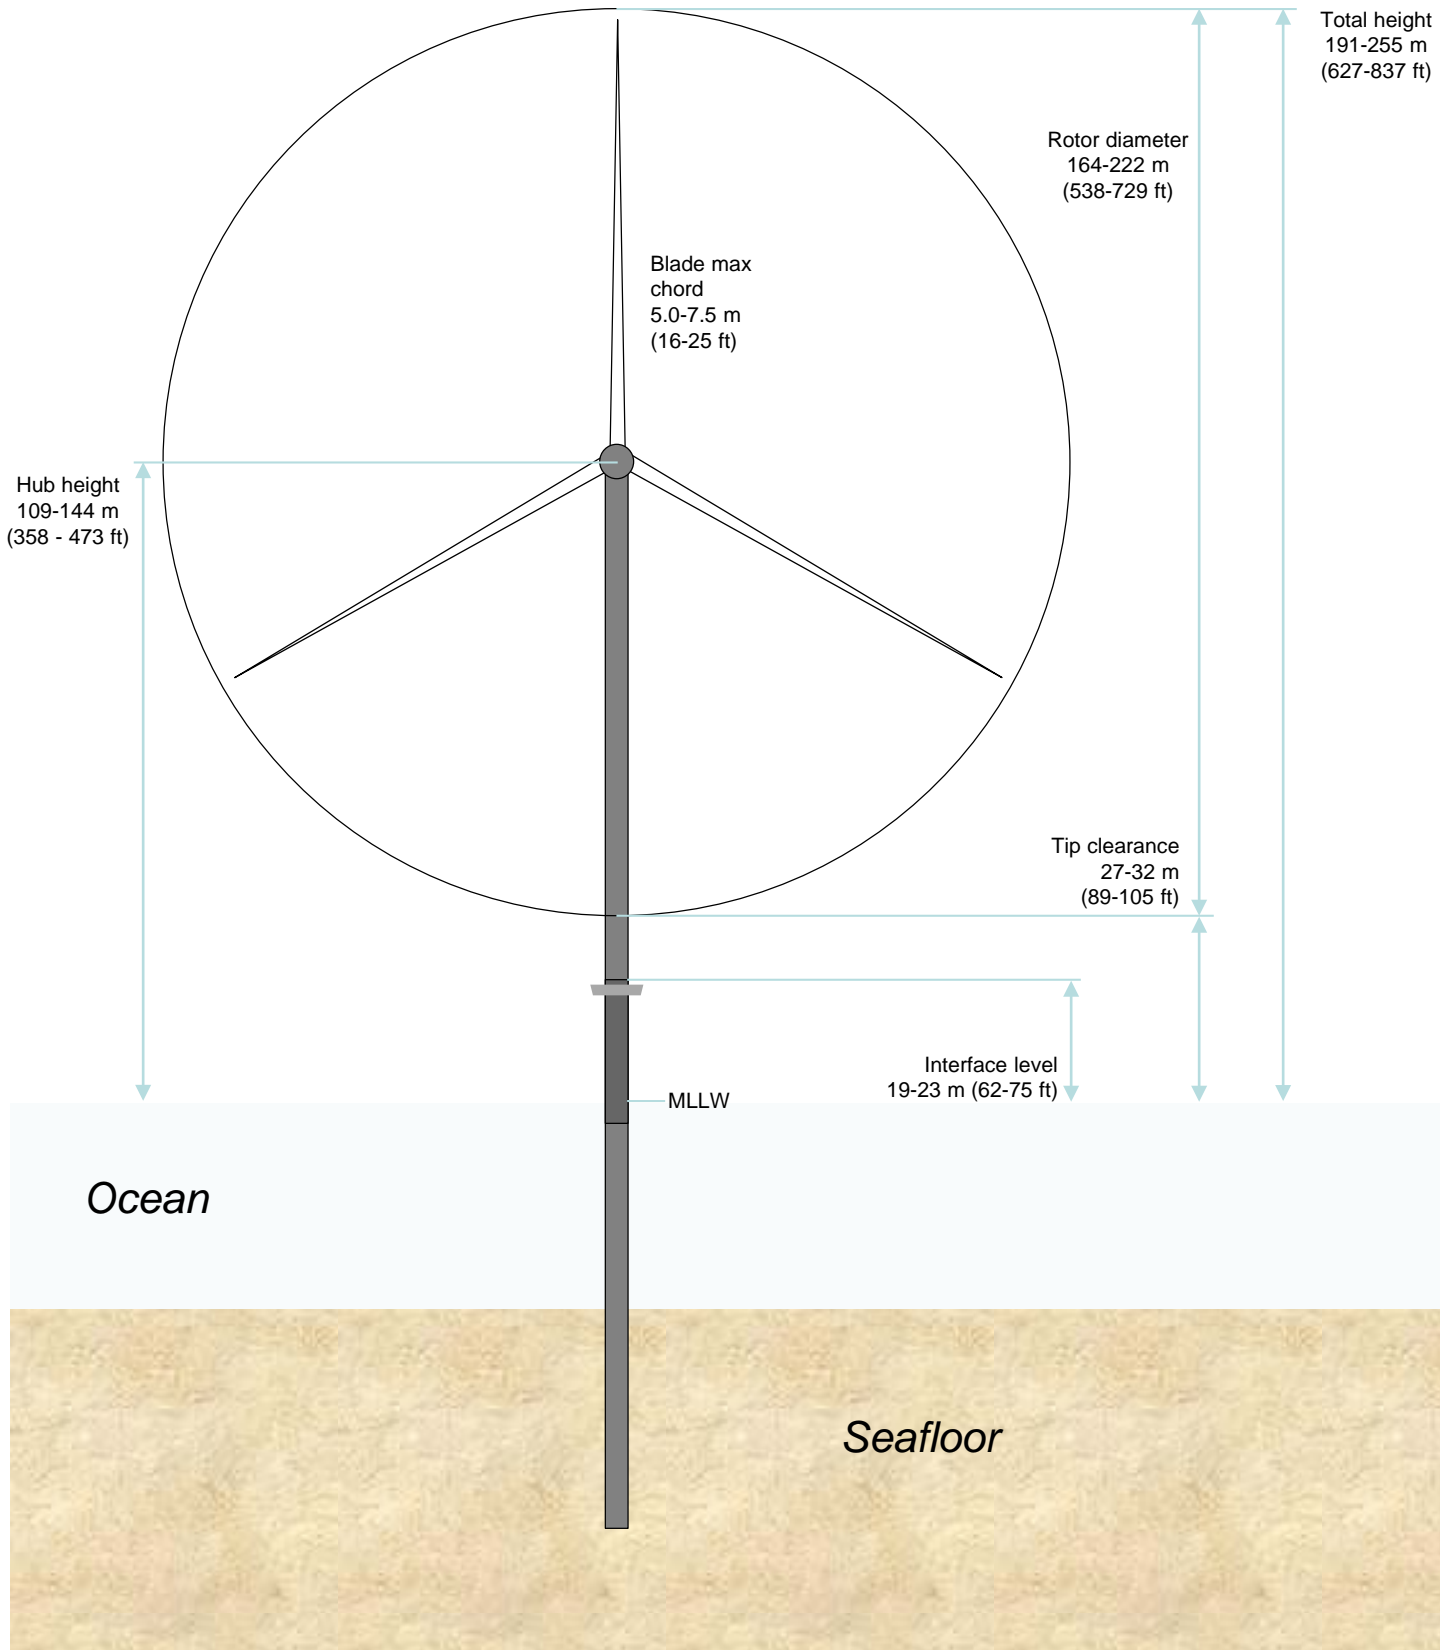 Total height
191-255 m
(627-837 ft)
Rotor diameter
164-222 m
(538-729 ft)
Blade max
chord
5.0-7.5 m
(16-25 ft)
Hub height
109-144 m
(358 - 473 ft)
Tip clearance
27-32 m
(89-105 ft)
Interface level
19-23 m (62-75 ft)
MLLW
Ocean
Seafloor